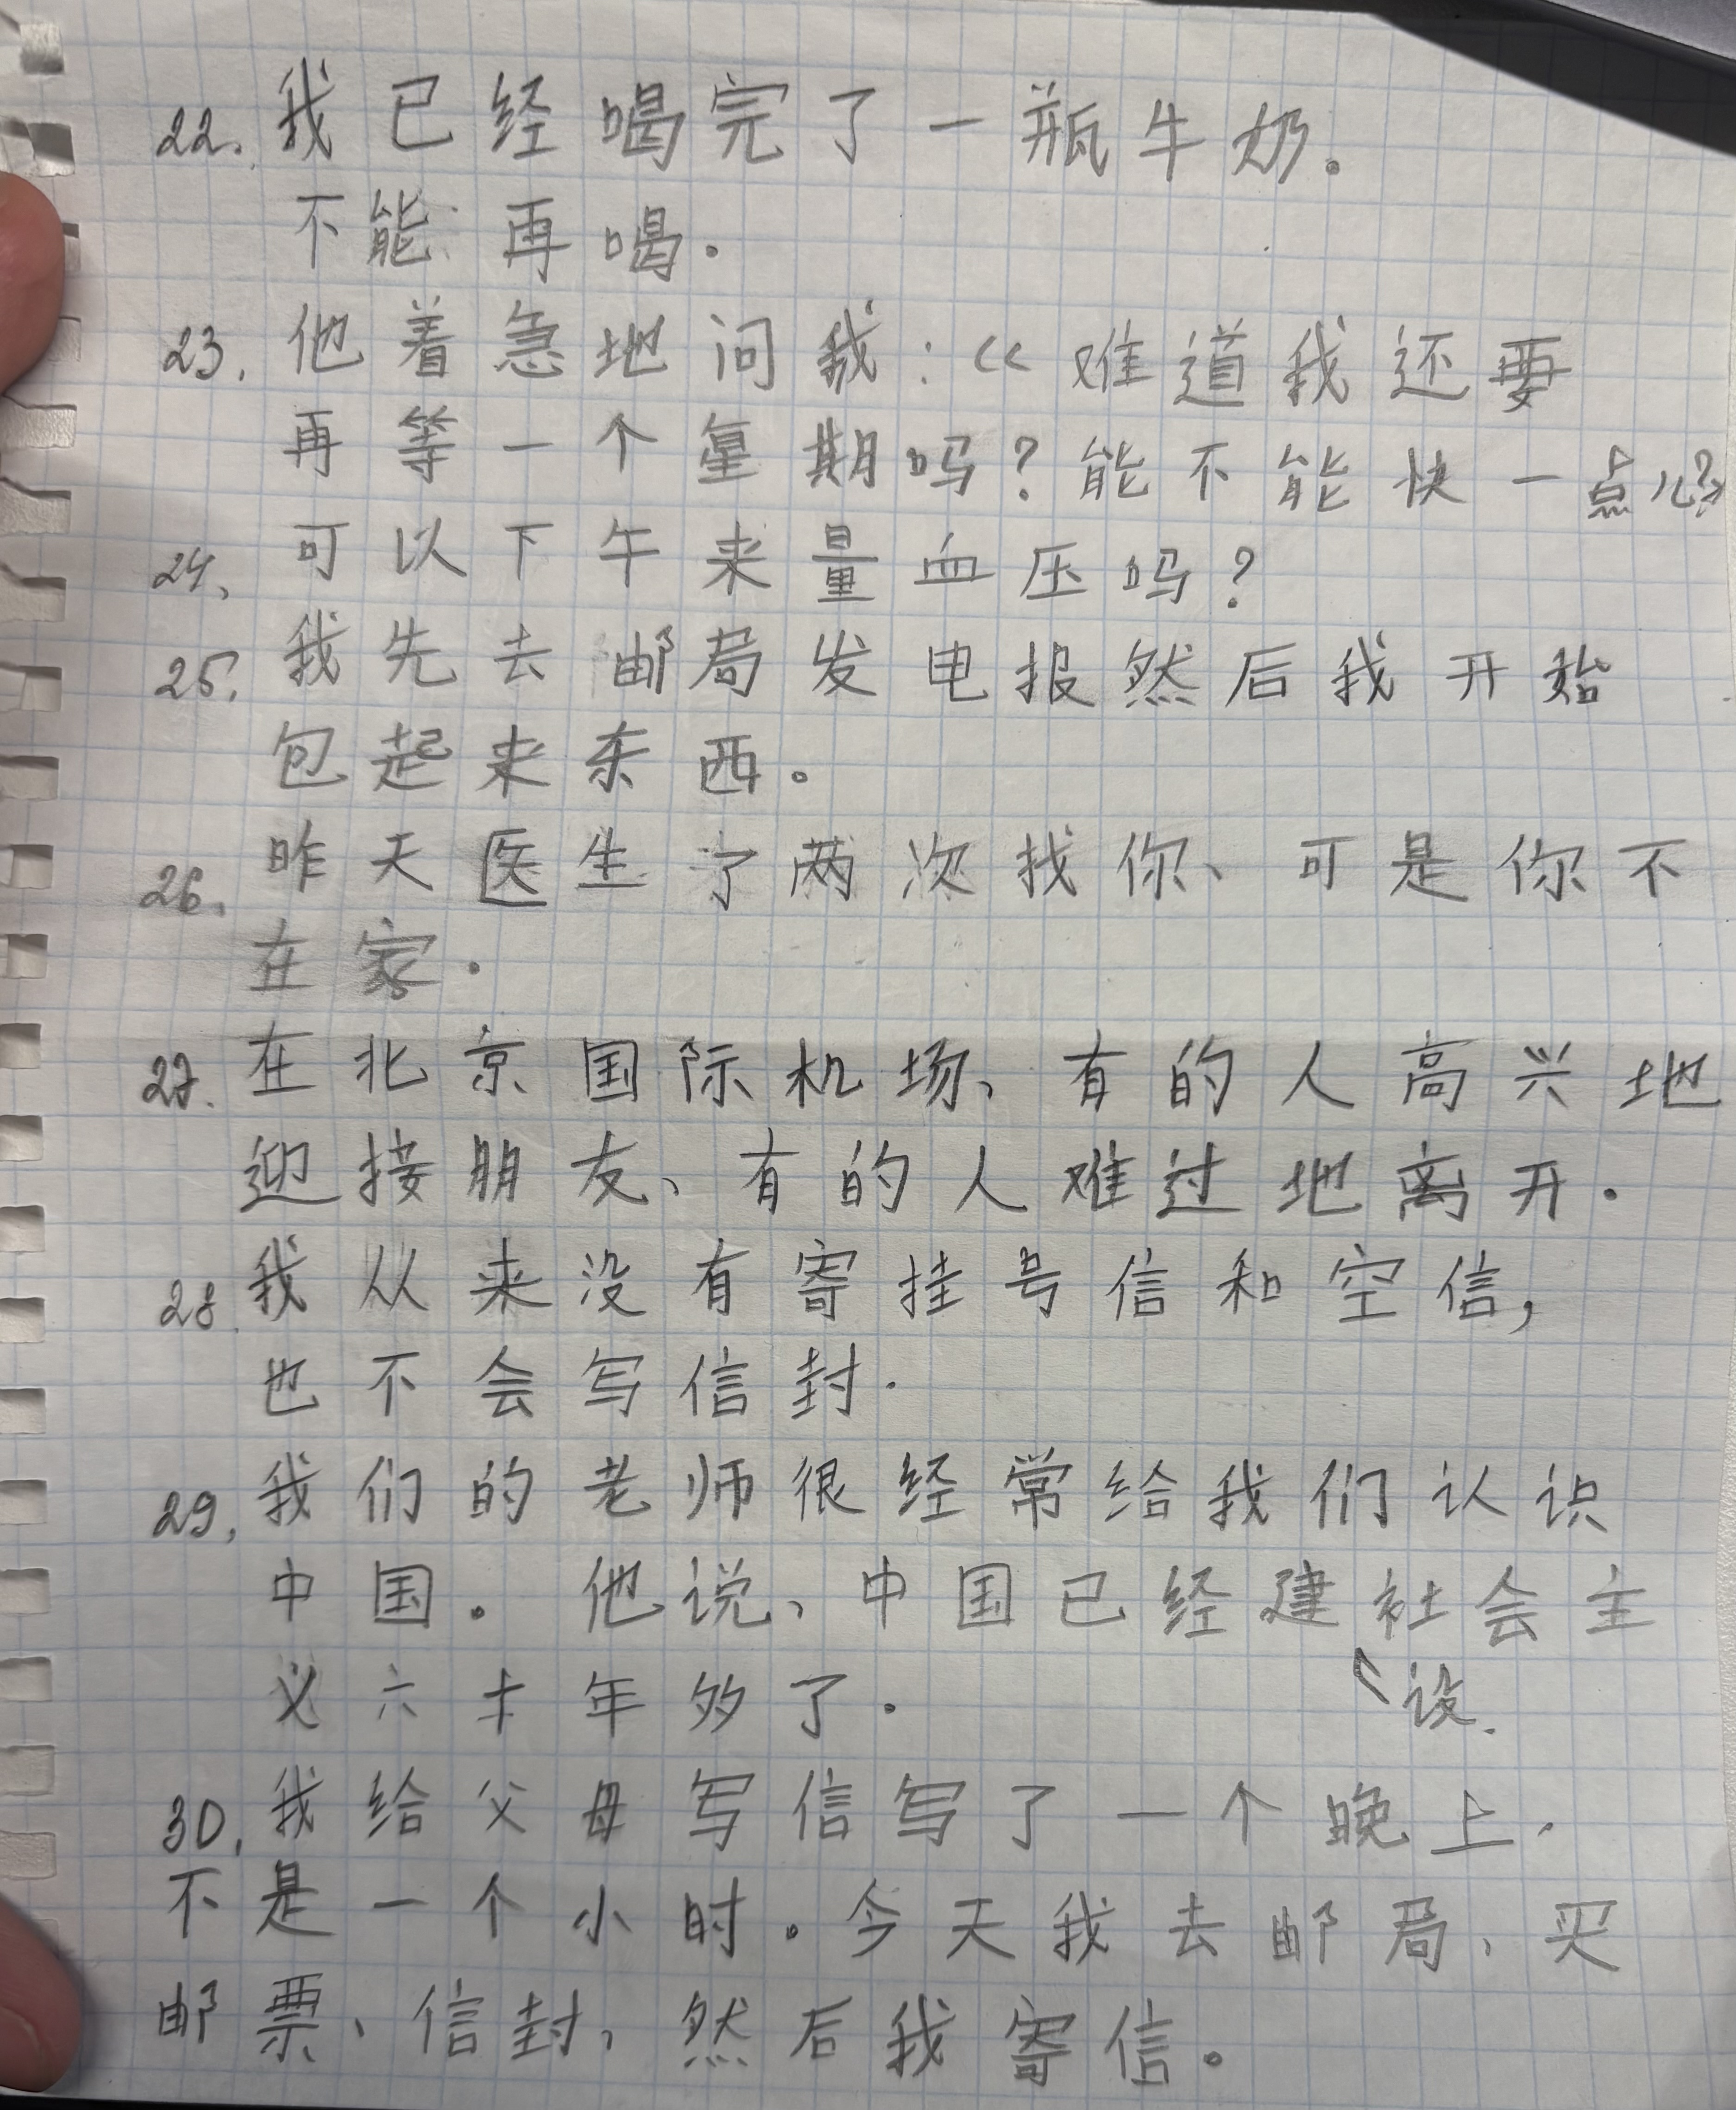 22. 我已经喝完了一瓶牛奶。
不能再喝.
23. 他着急地问我:《难道我还要
再等一个星期吗?能不能快一点儿?》
24. 可以下午来量血压吗?
25. 我先去邮局发电报然后我开始
包起来东西。
26. 昨天医生了两次找你、可是你不
在家.
27. 在北京国际机场、有的人高兴地
迎接朋友、有的人难过地离开.
28. 我从来没有寄挂号信和空信,
也不会写信封.
29. 我们的老师很经常给我们认识
中国。他说、中国已经建社会主
义六十年多了. 设.
30. 我给父母写信写了一个晚上.
不是一个小时。今天我去邮局、买
邮票、信封,然后我寄信。